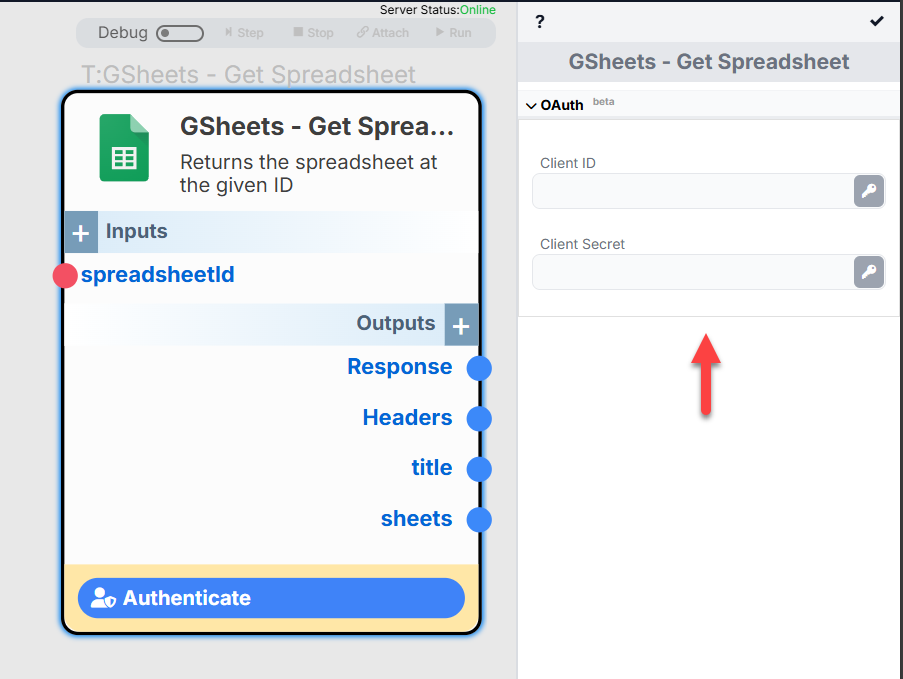 Server Status:Online
Debug Step Stop Attach Run
T:GSheets - Get Spreadsheet
GSheets - Get Sprea...
Returns the spreadsheet at
the given ID
Inputs
spreadsheetId
Outputs
Response
Headers
title
sheets
Authenticate
?
GSheets - Get Spreadsheet
OAuth beta
Client ID
Client Secret